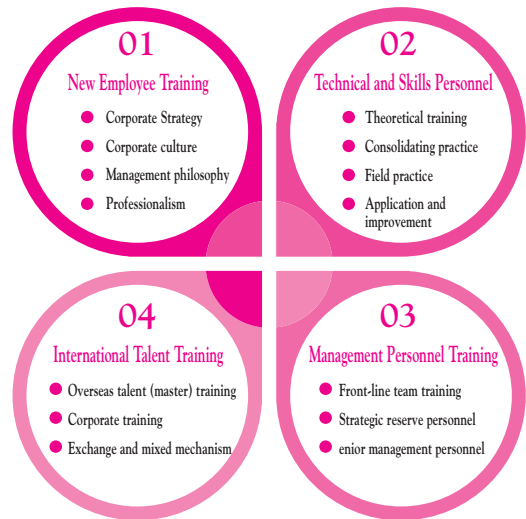 01
New Employee Training
Corporate Strategy
Corporate culture
Management philosophy
Professionalism
02
Technical and Skills Personnel
Theoretical training
Consolidating practice
Field practice
Application and
improvement
04
International Talent Training
Overseas talent (master) training
Corporate training
Exchange and mixed mechanism
03
Management Personnel Training
Front-line team training
Strategic reserve personnel
enior management personnel